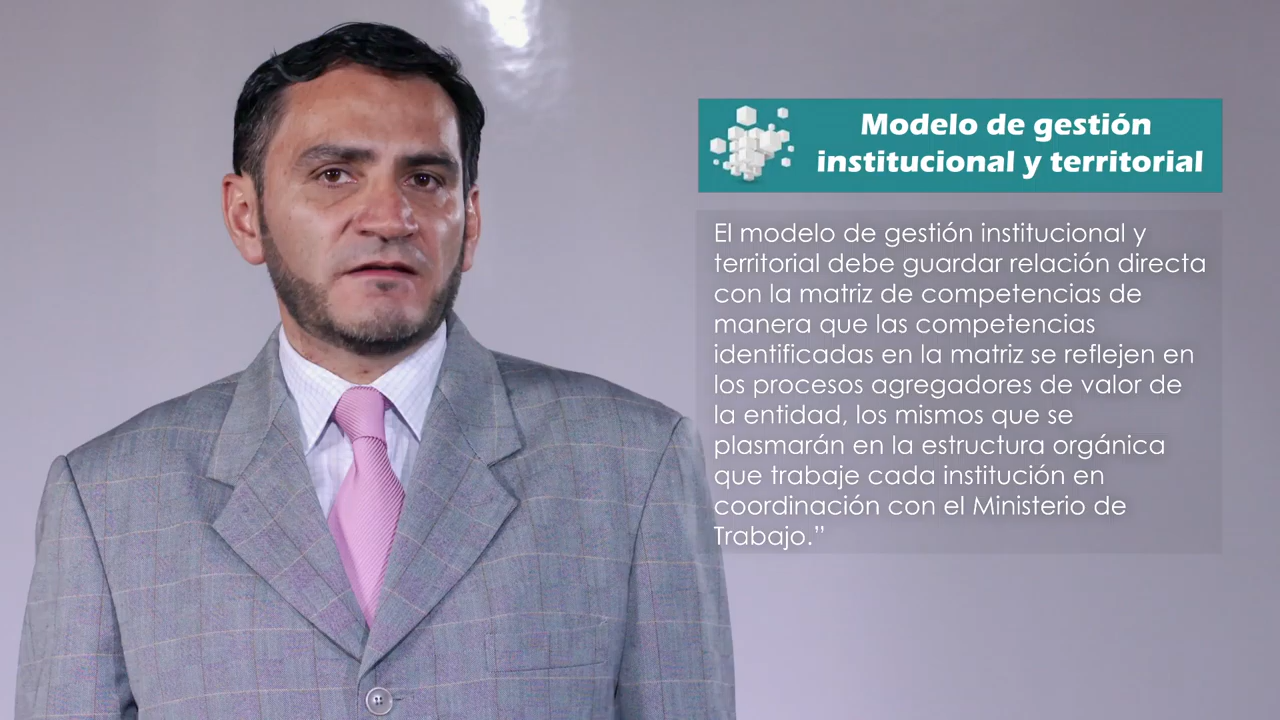 Modelo de gestión
institucional y territorial
El modelo de gestión institucional y
territorial debe guardar relación directa
con la matriz de competencias de
manera que las competencias
identificadas en la matriz se reflejen en
los procesos agregadores de valor de
la entidad, los mismos que se
plasmarán en la estructura orgánica
que trabaje cada institución en
coordinación con el Ministerio de
Trabajo.”